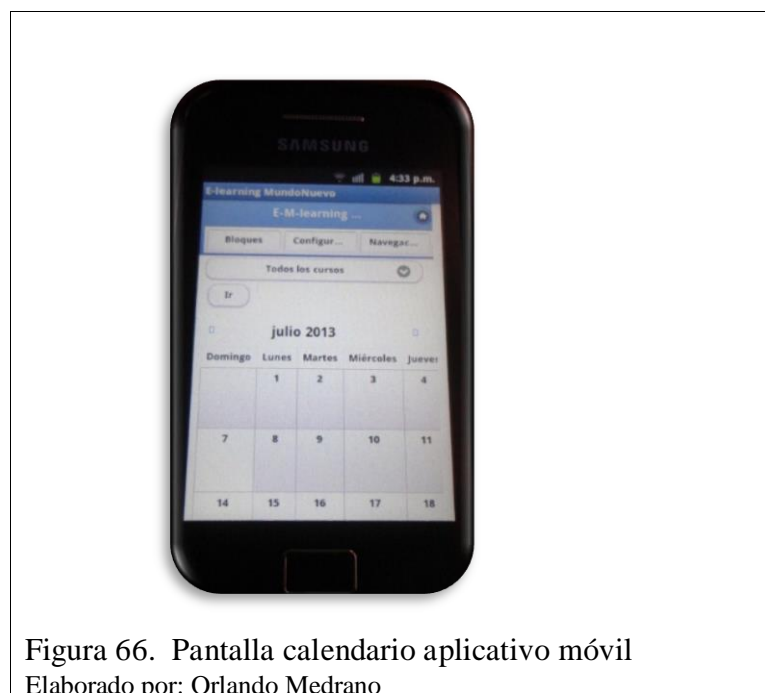 SAMSUNG
4:33 p.m.
E-learning MundoNuevo
E-M-learning ...
Bloques Configur... Navegac...
Todos los cursos
Ir
julio 2013
Domingo Lunes Martes Miércoles Jueves
1 2 3 4
7 8 9 10 11
14 15 16 17 18
Figura 66. Pantalla calendario aplicativo móvil
Elaborado por: Orlando Medrano